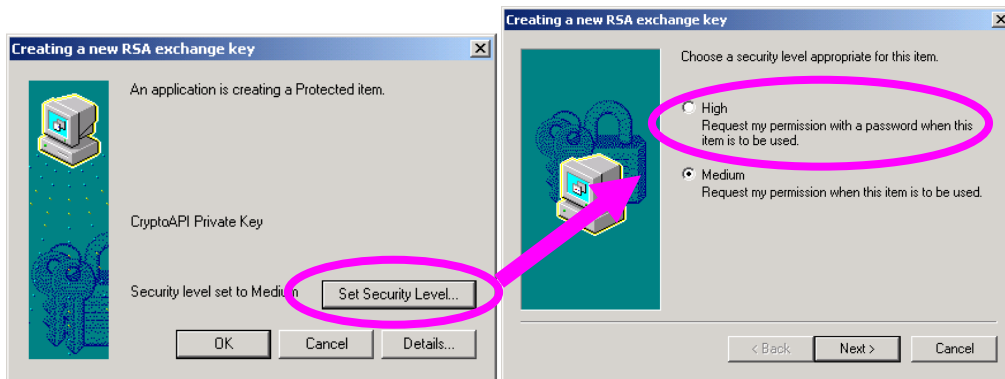 Creating a new RSA exchange key
An application is creating a Protected item.
CryptoAPI Private Key
Security level set to Medium
Set Security Level...
OK
Cancel
Details...
Creating a new RSA exchange key
Choose a security level appropriate for this item.
High
Request my permission with a password when this
item is to be used.
Medium
Request my permission when this item is to be used.
< Back
Next >
Cancel